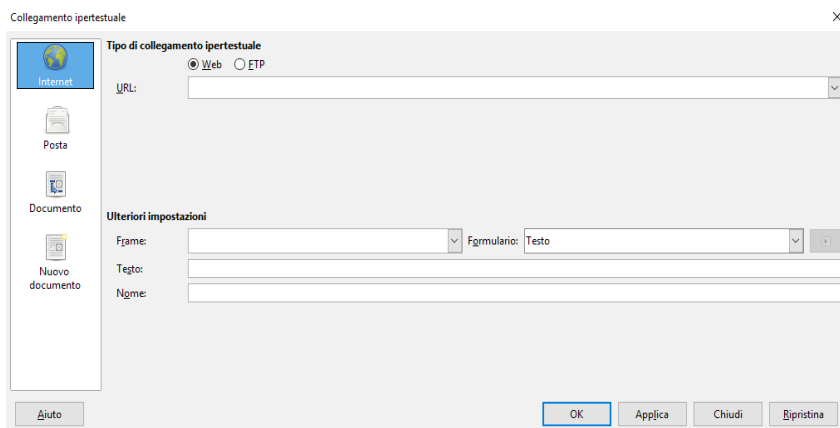 Collegamento ipertestuale
Internet
Posta
Documento
Nuovo
documento
Tipo di collegamento ipertestuale
Web FTP
URL:
Ulteriori impostazioni
Frame: Formulario: Testo
Testo:
Nome:
Aiuto OK Applica Chiudi Ripristina